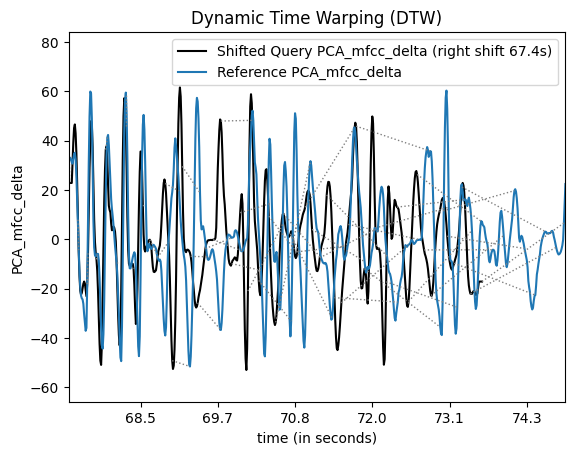 Dynamic Time Warping (DTW)
Shifted Query PCA_mfcc_delta (right shift 67.4s)
Reference PCA_mfcc_delta
PCA_mfcc_delta
80
60
40
20
0
−20
−40
−60
68.5 69.7 70.8 72.0 73.1 74.3
time (in seconds)